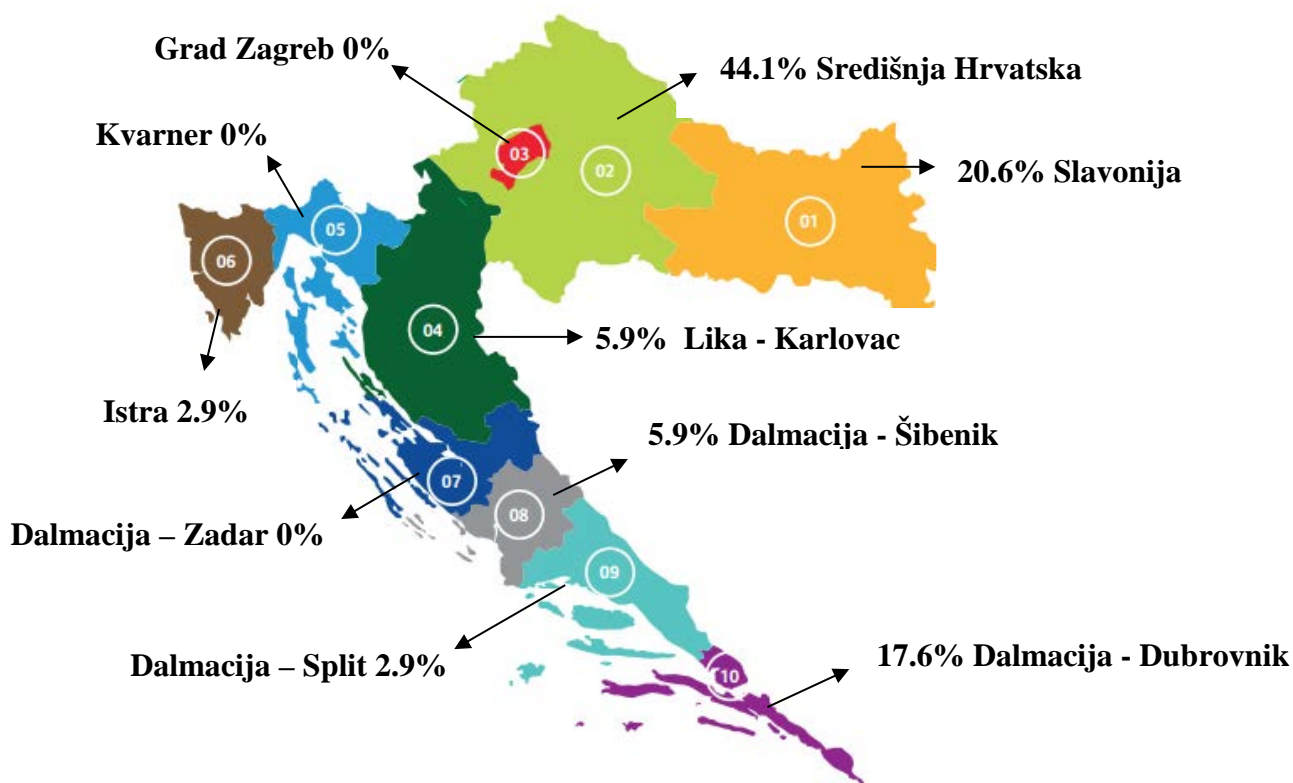 Grad Zagreb 0%
44.1% Središnja Hrvatska
Kvarner 0%
03
02
20.6% Slavonija
01
05
06
04
5.9% Lika - Karlovac
Istra 2.9%
5.9% Dalmacija - Šibenik
07
08
Dalmacija – Zadar 0%
09
Dalmacija – Split 2.9%
17.6% Dalmacija - Dubrovnik
10